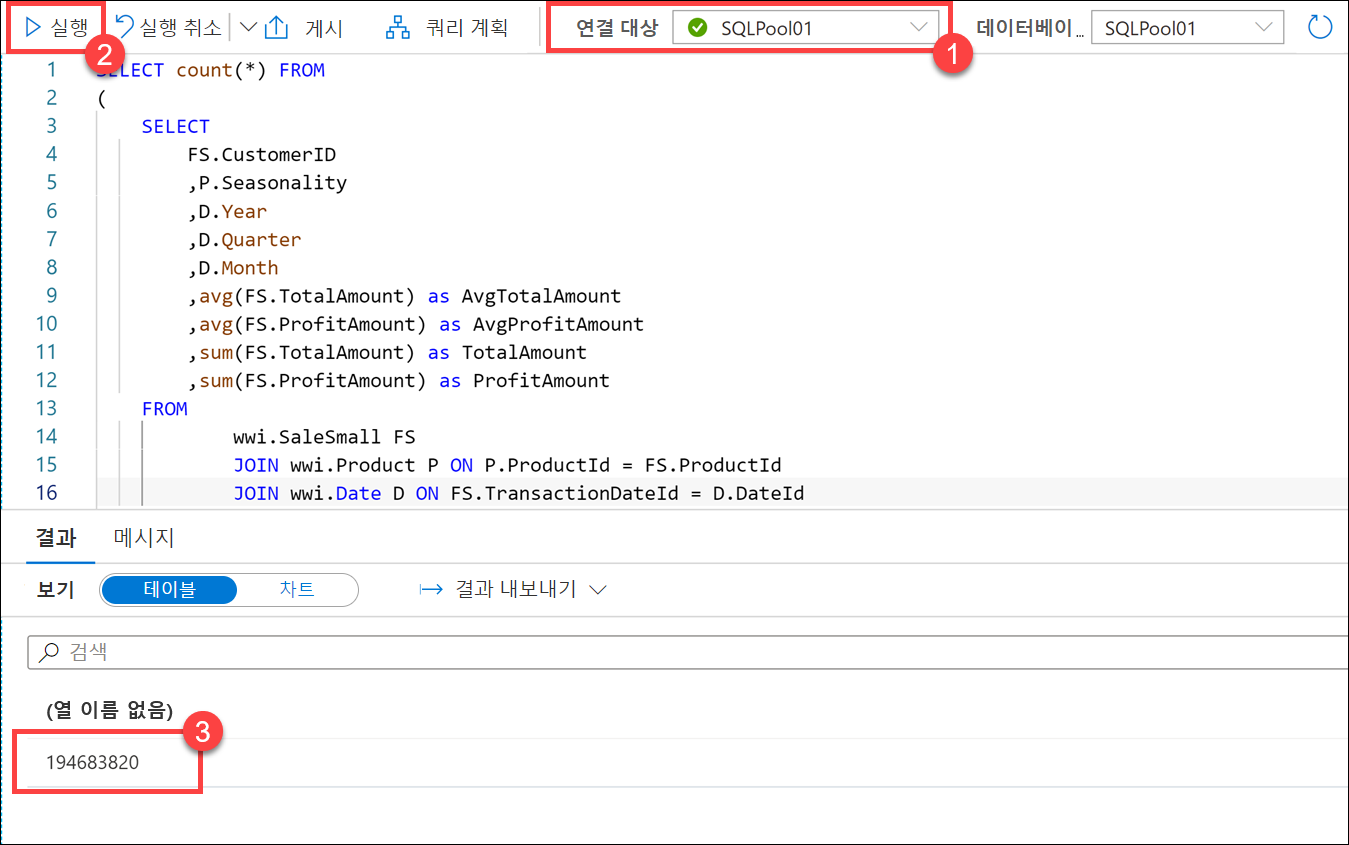 실행 실행 취소 게시 쿼리 계획 연결 대상 SQLPool01 데이터베이... SQLPool01
2 1
1 SELECT count(*) FROM
2 (
3 SELECT
4 FS.CustomerID
5 ,P.Seasonality
6 ,D.Year
7 ,D.Quarter
8 ,D.Month
9 ,avg(FS.TotalAmount) as AvgTotalAmount
10 ,avg(FS.ProfitAmount) as AvgProfitAmount
11 ,sum(FS.TotalAmount) as TotalAmount
12 ,sum(FS.ProfitAmount) as ProfitAmount
13 FROM
14 wwi.SaleSmall FS
15 JOIN wwi.Product P ON P.ProductId = FS.ProductId
16 JOIN wwi.Date D ON FS.TransactionDateId = D.DateId
결과 메시지
보기 테이블 차트 결과 내보내기
검색
(열 이름 없음)
3
194683820